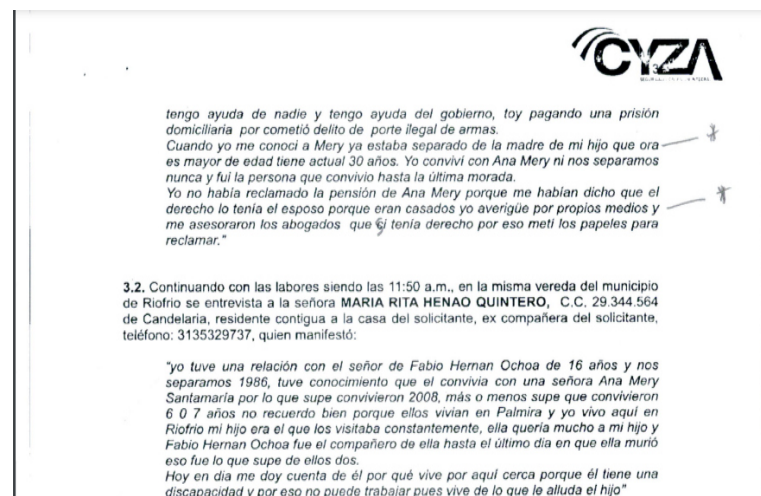 CYZA
tengo ayuda de nadie y tengo ayuda del gobierno, toy pagando una prisión
domiciliaria por cometió delito de porte ilegal de armas.
Cuando yo me conoci a Mery ya estaba separado de la madre de mi hijo que ora
es mayor de edad tiene actual 30 años. Yo conviví con Ana Mery ni nos separamos
nunca y fui la persona que convivio hasta la última morada.
Yo no había reclamado la pensión de Ana Mery porque me habían dicho que el
derecho lo tenía el esposo porque eran casados yo averigüe por propios medios y
me asesoraron los abogados que si tenía derecho por eso metí los papeles para
reclamar."
3.2. Continuando con las labores siendo las 11:50 a.m., en la misma vereda del municipio
de Riofrio se entrevista a la señora MARIA RITA HENAO QUINTERO, C.C. 29.344.564
de Candelaria, residente contigua a la casa del solicitante, ex compañera del solicitante,
teléfono: 3135329737, quien manifestó:
"yo tuve una relación con el señor de Fabio Hernan Ochoa de 16 años y nos
separamos 1986, tuve conocimiento que el convivia con una señora Ana Mery
Santamaría por lo que supe convivieron 2008, más o menos supe que convivieron
6 0 7 años no recuerdo bien porque ellos vivian en Palmira y yo vivo aquí en
Riofrio mi hijo era el que los visitaba constantemente, ella quería mucho a mi hijo y
Fabio Hernan Ochoa fue el compañero de ella hasta el último día en que ella murió
eso fue lo que supe de ellos dos.
Hoy en día me doy cuenta de él por qué vive por aquí cerca porque él tiene una
discapacidad y por eso no puede trabajar pues vive de lo que le alluda el hijo"